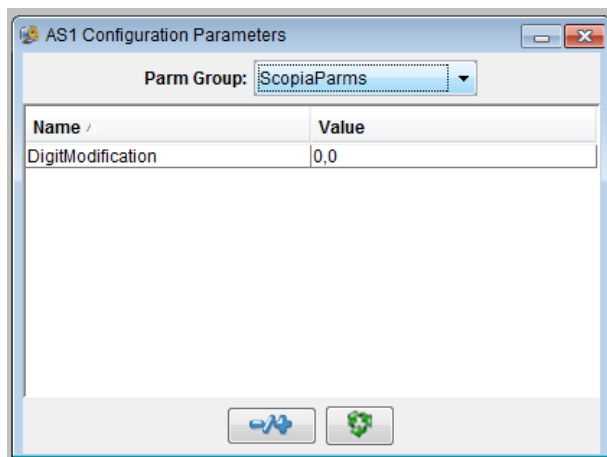 AS1 Configuration Parameters
Parm Group: ScopiaParms
Name Value
DigitModification 0,0